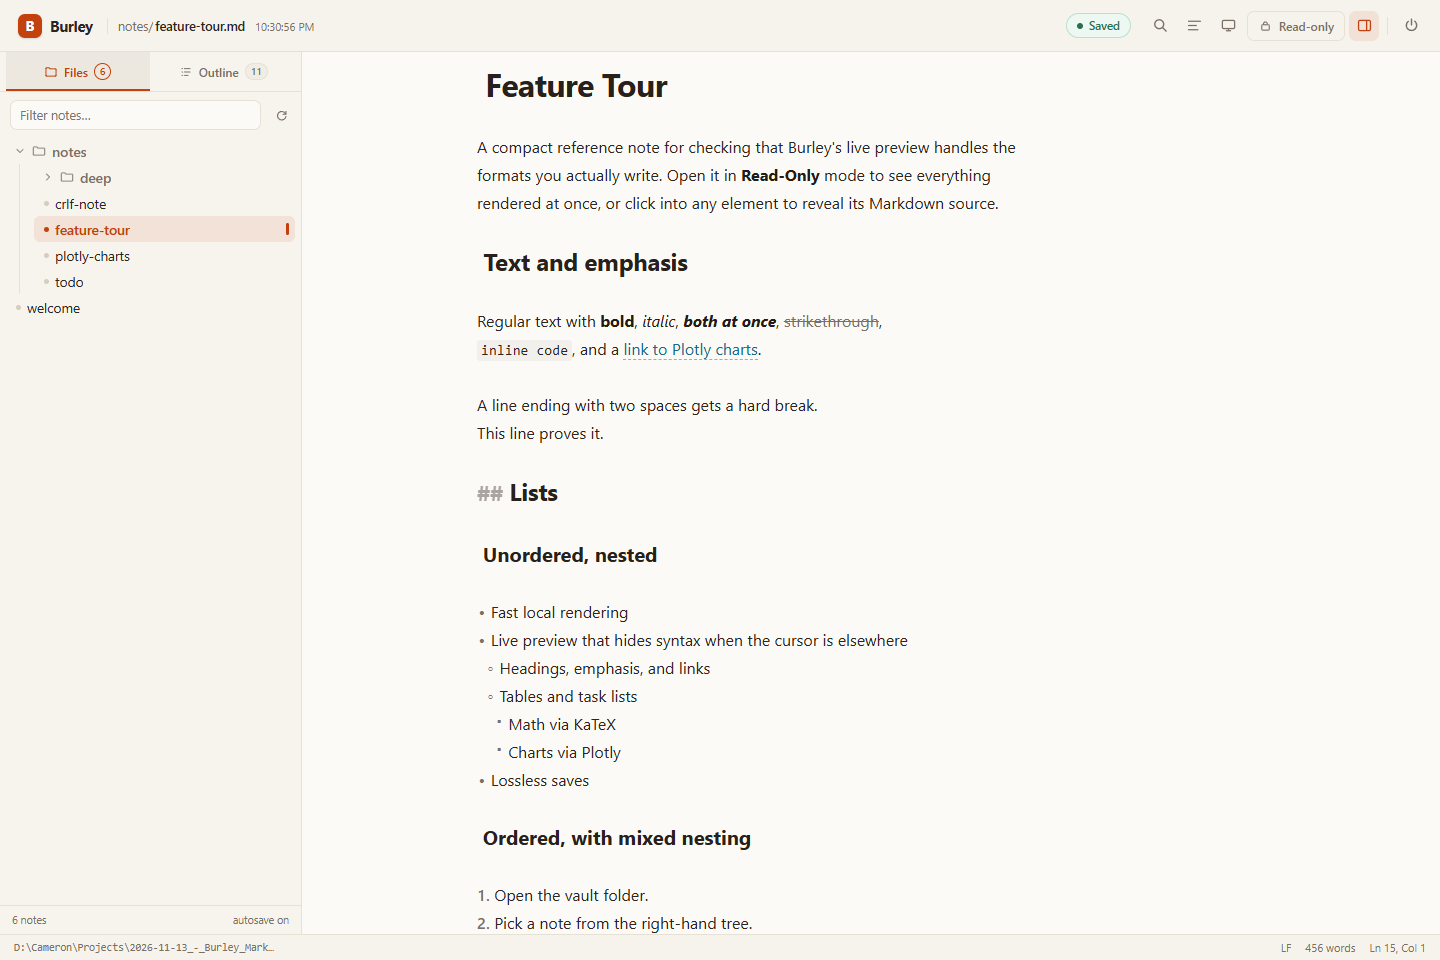 B Burley notes/feature-tour.md 10:30:56 PM Saved Read-only
Files 6 Outline 11
Filter notes...
notes
deep
crlf-note
feature-tour
plotly-charts
todo
welcome
6 notes autosave on
Feature Tour
A compact reference note for checking that Burley's live preview handles the
formats you actually write. Open it in Read-Only mode to see everything
rendered at once, or click into any element to reveal its Markdown source.
Text and emphasis
Regular text with bold, italic, both at once, strikethrough,
inline code, and a link to Plotly charts.
A line ending with two spaces gets a hard break.
This line proves it.
## Lists
Unordered, nested
• Fast local rendering
• Live preview that hides syntax when the cursor is elsewhere
◦ Headings, emphasis, and links
◦ Tables and task lists
▪ Math via KaTeX
▪ Charts via Plotly
• Lossless saves
Ordered, with mixed nesting
1. Open the vault folder.
2. Pick a note from the right-hand tree.
D:\Cameron\Projects\2026-11-13_-_Burley_Mark… LF 456 words Ln 15, Col 1